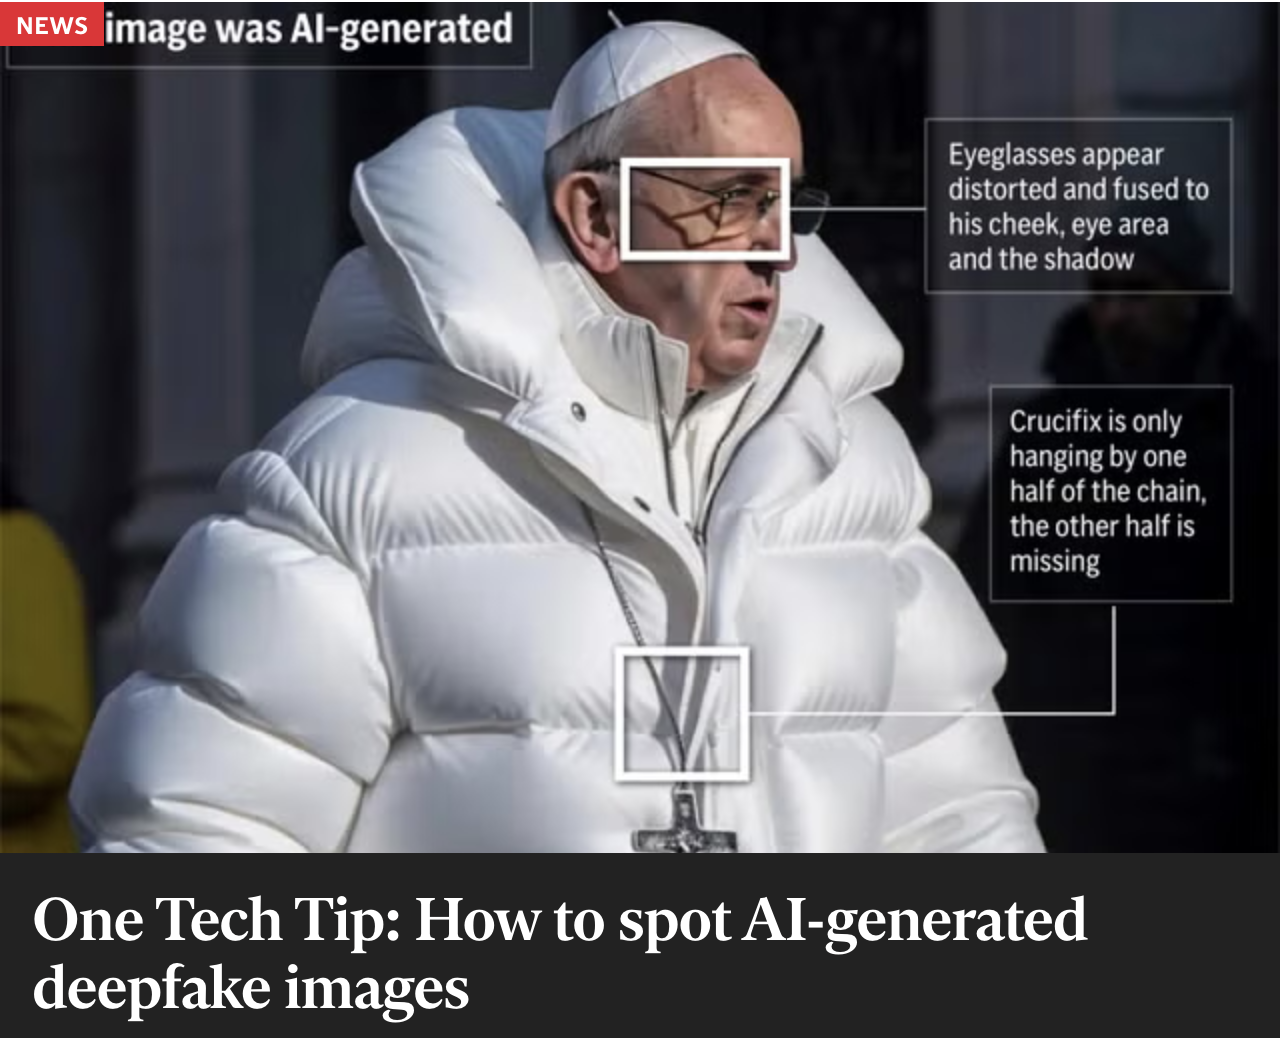 NEWS
image was AI-generated
Eyeglasses appear
distorted and fused to
his cheek, eye area
and the shadow
Crucifix is only
hanging by one
half of the chain,
the other half is
missing
One Tech Tip: How to spot AI-generated
deepfake images